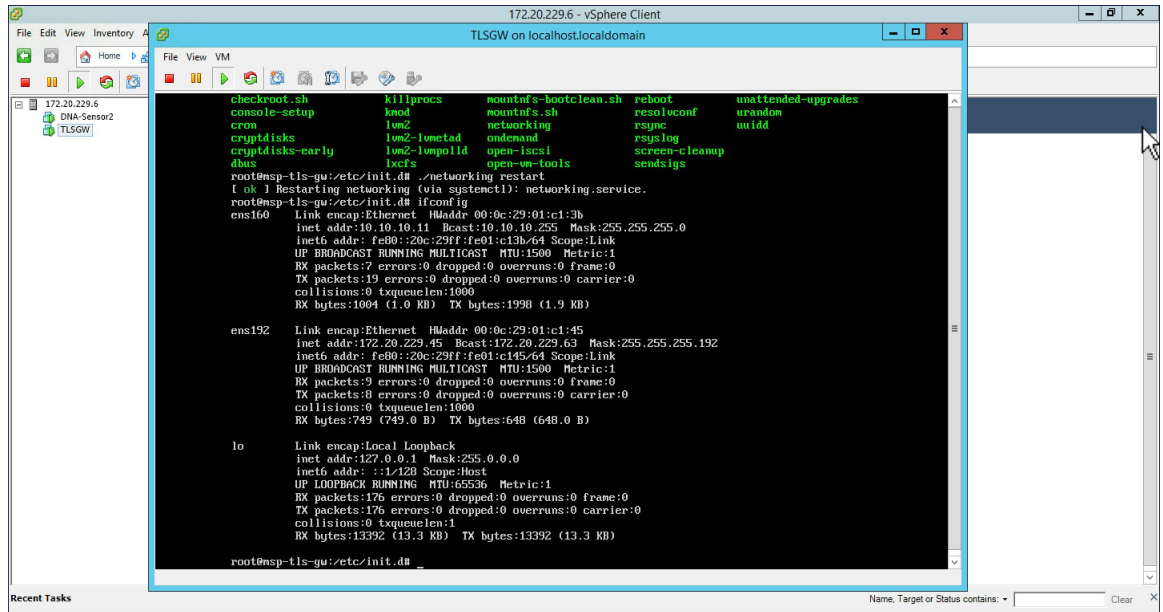 172.20.229.6 - vSphere Client
File Edit View Inventory A
Home
172.20.229.6
DNA-Sensor2
TLSGW
TLSGW on localhost.localdomain
File View VM
checkroot.sh killprocs mountnfs-bootclean.sh reboot unattended-upgrades
console-setup kmod mountnfs.sh resolvconf urandom
cron lvm2 networking rsync uuidd
cryptdisks lvm2-lvmetad ondemand rsyslog
cryptdisks-early lvm2-lvmpolld open-iscsi screen-cleanup
dbus lxcfs open-vm-tools sendsigs
root@msp-tls-gw:/etc/init.d# ./networking restart
[ ok ] Restarting networking (via systemctl): networking.service.
root@msp-tls-gw:/etc/init.d# ifconfig
ens160 Link encap:Ethernet HWaddr 00:0c:29:01:c1:3b
inet addr:10.10.10.11 Bcast:10.10.10.255 Mask:255.255.255.0
inet6 addr: fe80::20c:29ff:fe01:c13b/64 Scope:Link
UP BROADCAST RUNNING MULTICAST MTU:1500 Metric:1
RX packets:7 errors:0 dropped:0 overruns:0 frame:0
TX packets:19 errors:0 dropped:0 overruns:0 carrier:0
collisions:0 txqueuelen:1000
RX bytes:1004 (1.0 KB) TX bytes:1998 (1.9 KB)
ens192 Link encap:Ethernet HWaddr 00:0c:29:01:c1:45
inet addr:172.20.229.45 Bcast:172.20.229.63 Mask:255.255.255.192
inet6 addr: fe80::20c:29ff:fe01:c145/64 Scope:Link
UP BROADCAST RUNNING MULTICAST MTU:1500 Metric:1
RX packets:9 errors:0 dropped:0 overruns:0 frame:0
TX packets:8 errors:0 dropped:0 overruns:0 carrier:0
collisions:0 txqueuelen:1000
RX bytes:749 (749.0 B) TX bytes:648 (648.0 B)
lo Link encap:Local Loopback
inet addr:127.0.0.1 Mask:255.0.0.0
inet6 addr: ::1/128 Scope:Host
UP LOOPBACK RUNNING MTU:65536 Metric:1
RX packets:176 errors:0 dropped:0 overruns:0 frame:0
TX packets:176 errors:0 dropped:0 overruns:0 carrier:0
collisions:0 txqueuelen:1
RX bytes:13392 (13.3 KB) TX bytes:13392 (13.3 KB)
root@msp-tls-gw:/etc/init.d# _
Recent Tasks
Name, Target or Status contains:
Clear